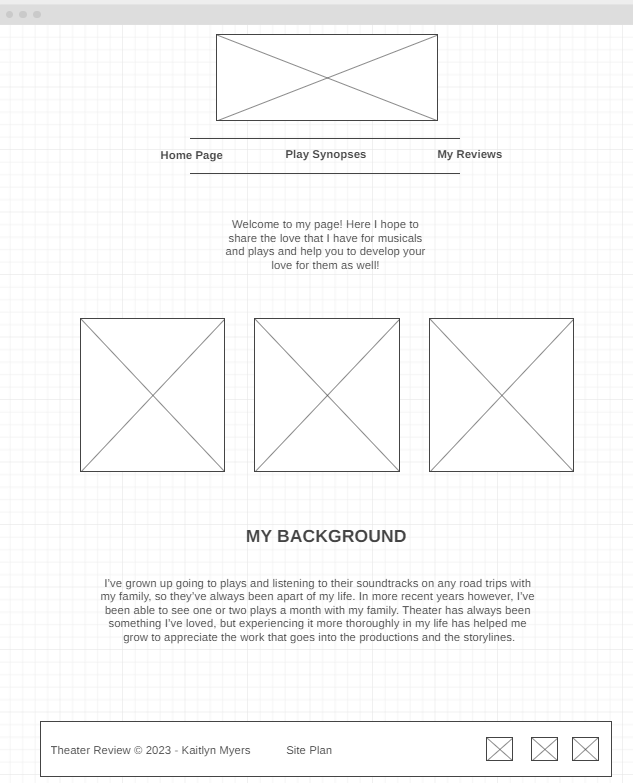 Home Page Play Synopses My Reviews
Welcome to my page! Here I hope to
share the love that I have for musicals
and plays and help you to develop your
love for them as well!
MY BACKGROUND
I've grown up going to plays and listening to their soundtracks on any road trips with
my family, so they've always been apart of my life. In more recent years however, I've
been able to see one or two plays a month with my family. Theater has always been
something I've loved, but experiencing it more thoroughly in my life has helped me
grow to appreciate the work that goes into the productions and the storylines.
Theater Review © 2023 - Kaitlyn Myers Site Plan